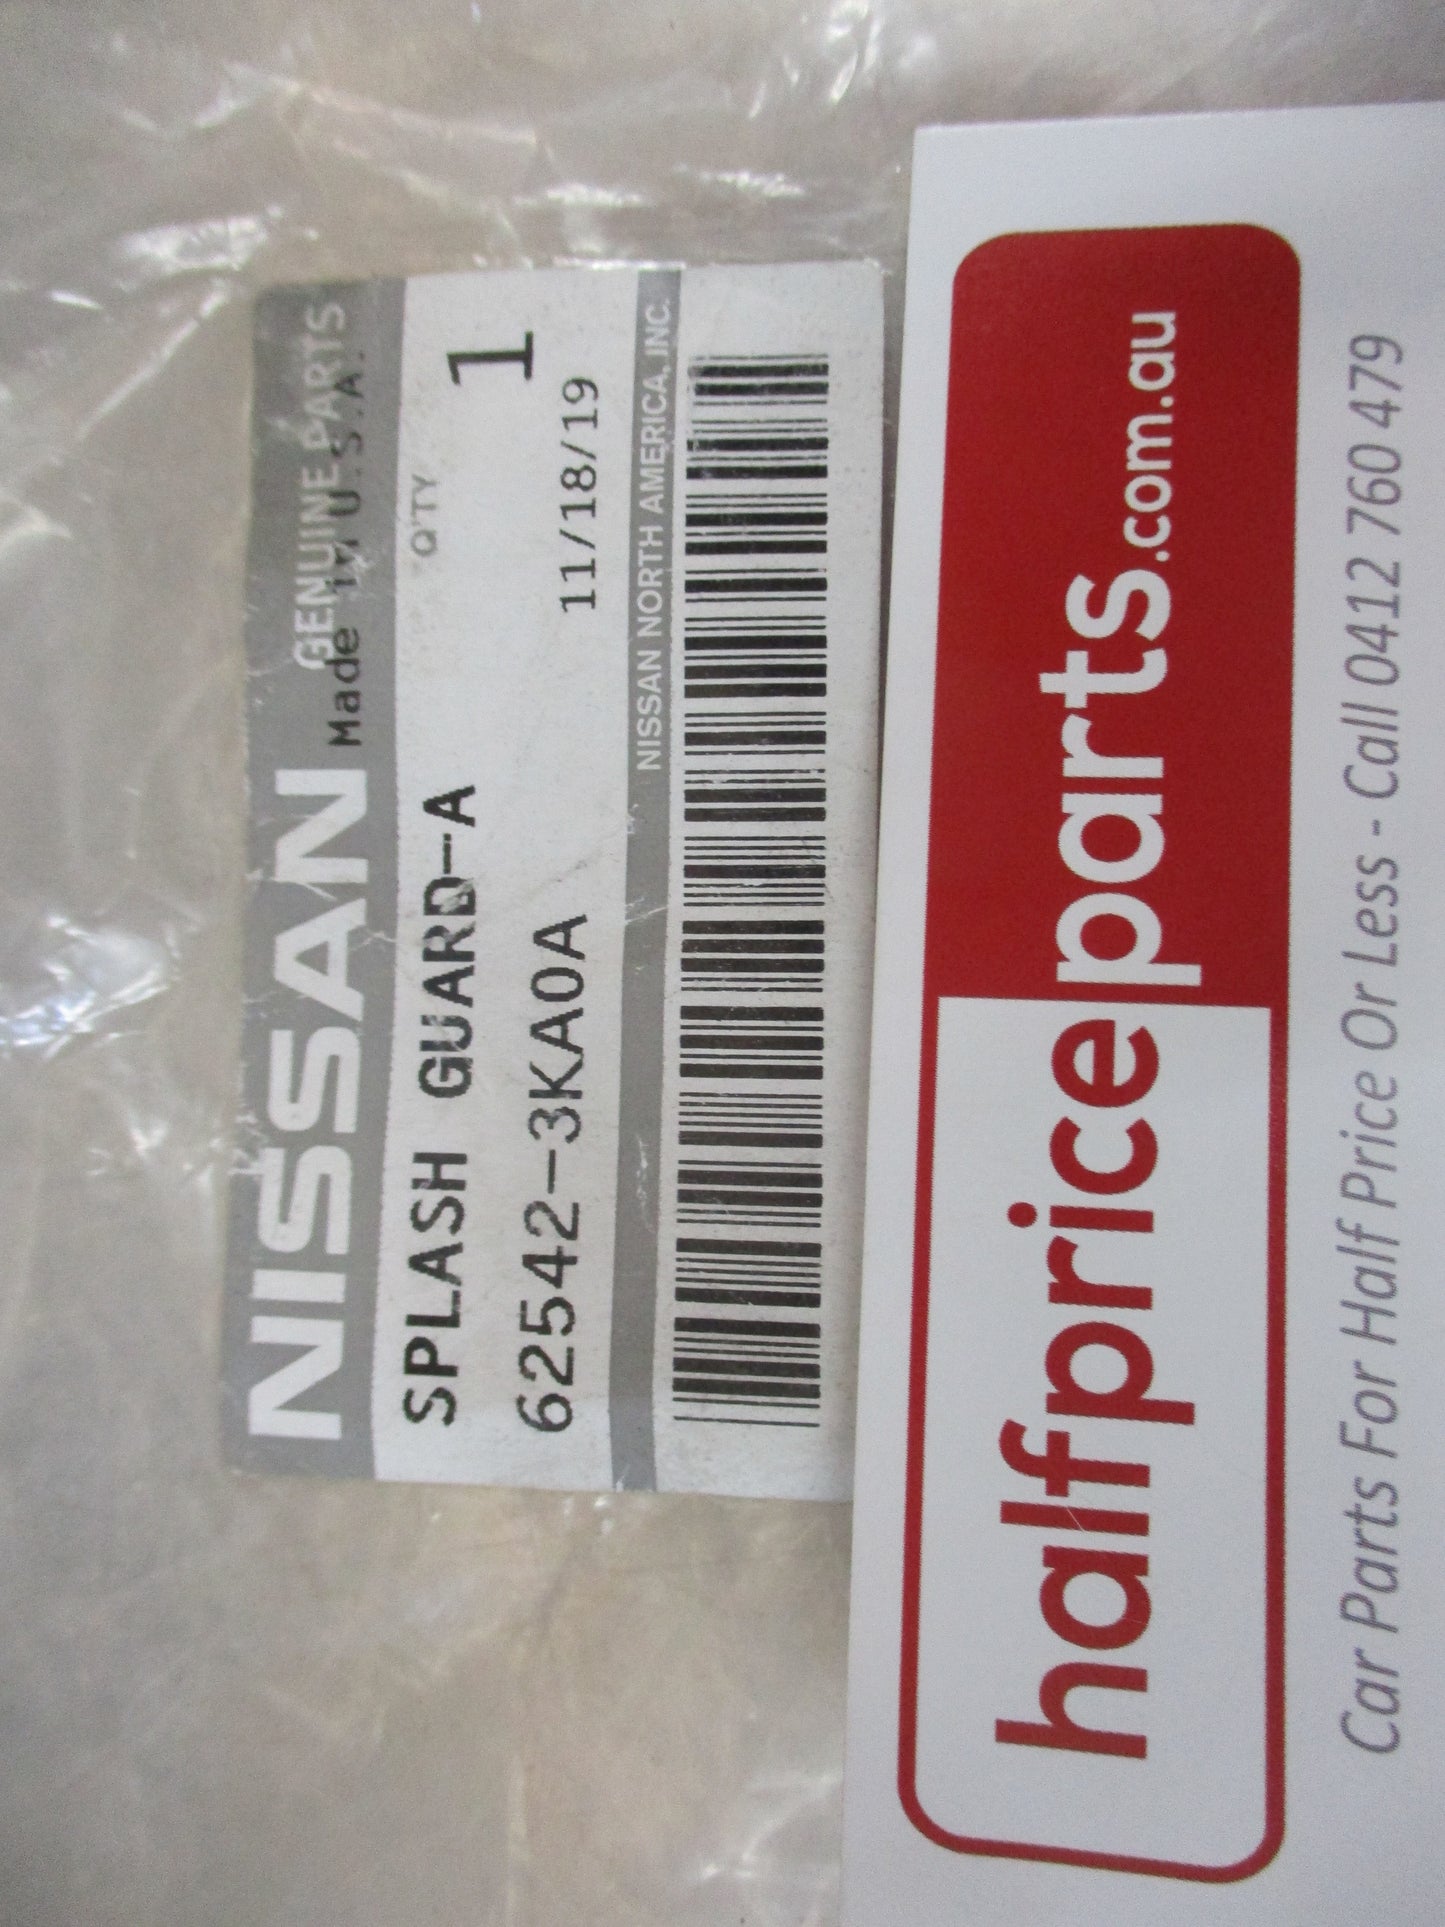 NISSAN GENUINE PARTS
Made in U.S.A.
SPLASH GUARD-A Q'TY
62542-3KA0A 1
11/18/19
NISSAN NORTH AMERICA, INC.
halfpriceparts.com.au
Car Parts For Half Price Or Less - Call 0412 760 479